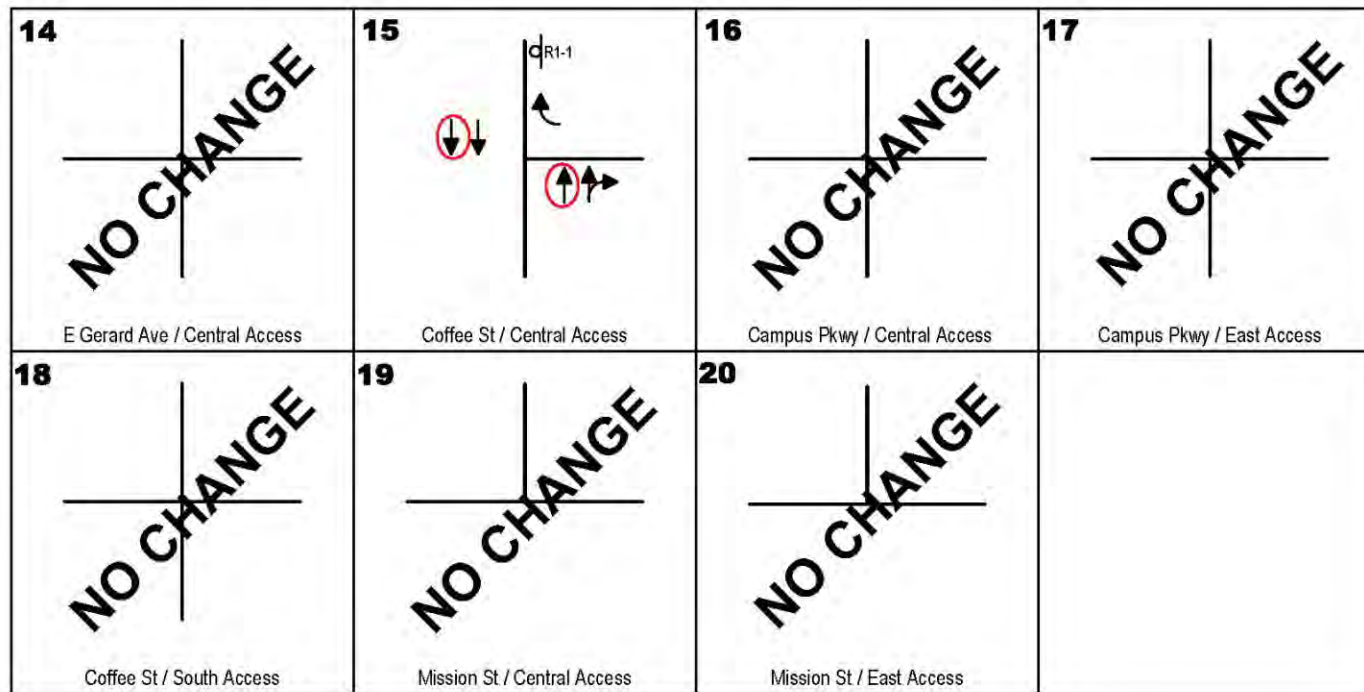 14
NO CHANGE
E Gerard Ave / Central Access
15
R1-1
Coffee St / Central Access
16
NO CHANGE
Campus Pkwy / Central Access
17
NO CHANGE
Campus Pkwy / East Access
18
NO CHANGE
Coffee St / South Access
19
NO CHANGE
Mission St / Central Access
20
NO CHANGE
Mission St / East Access